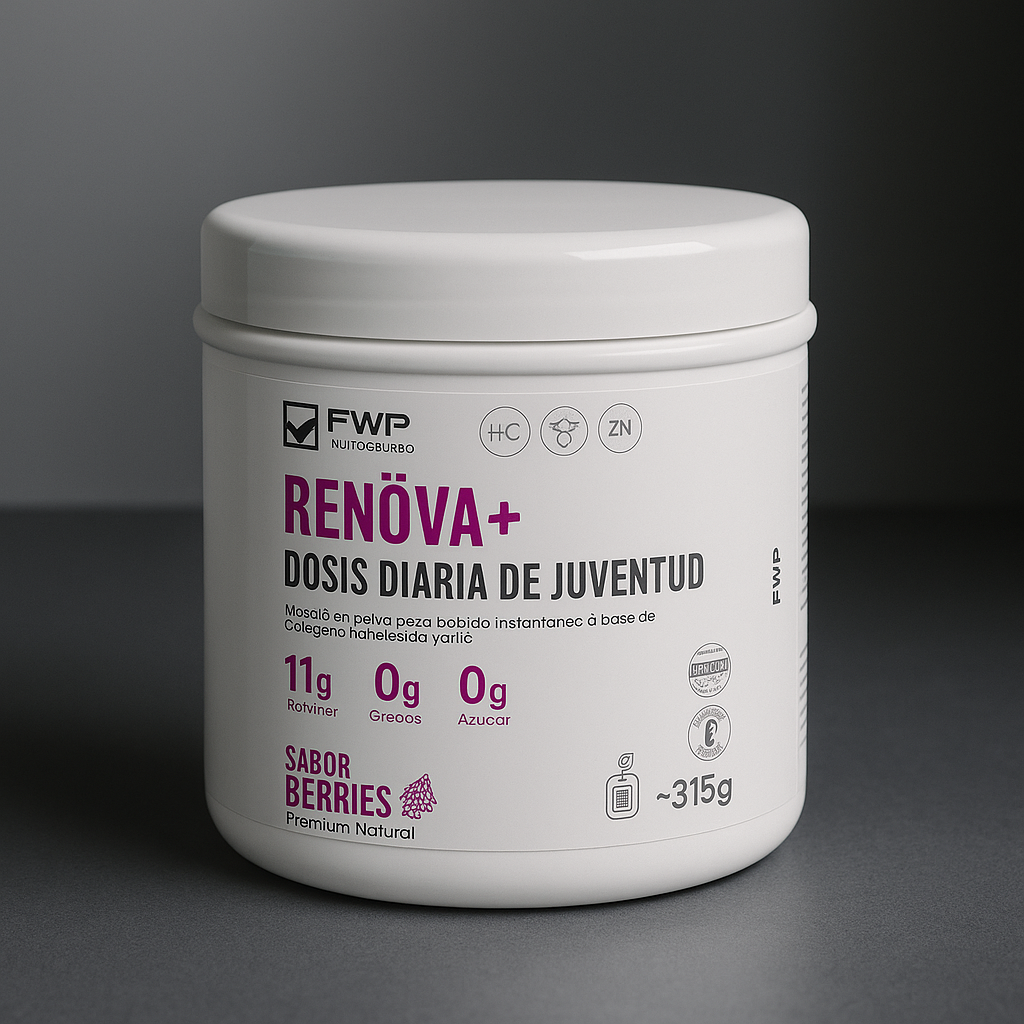 FWP
NUITOGBURBO
HC
ZN
RENÖVA+
DOSIS DIARIA DE JUVENTUD
Mosalô en pelva peza bobido instantanec à base de
Colegeno hahelesida yarlić
11g
0g
0g
Rotviner
Greoos
Azucar
FWP
SABOR
BERRIES
Premium Natural
~315g